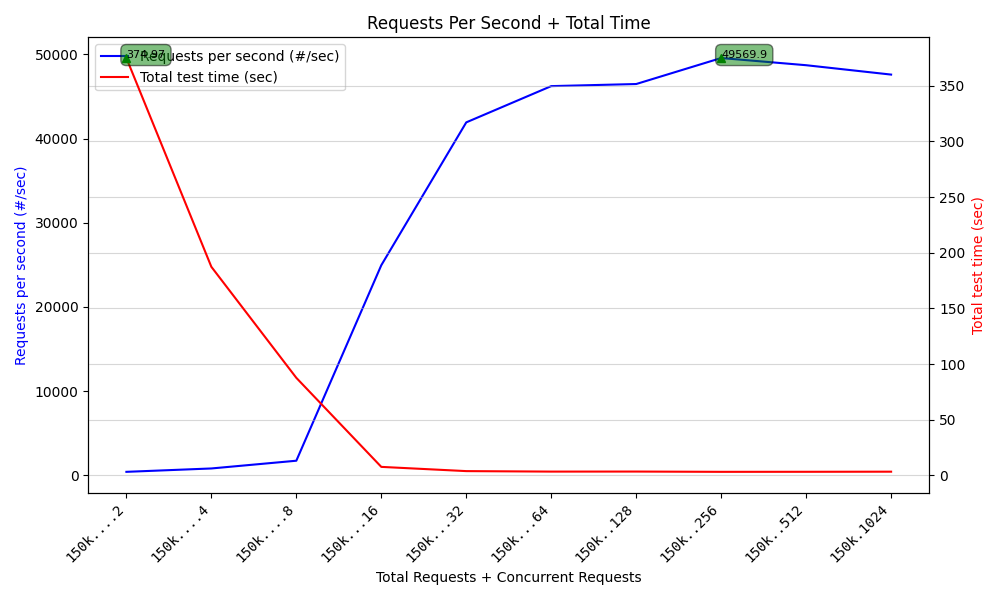 Requests Per Second + Total Time
Requests per second (#/sec)
Total test time (sec)
374.97
49569.9
50000
40000
30000
20000
10000
0
Requests per second (#/sec)
350
300
250
200
150
100
50
0
Total test time (sec)
150k....2
150k....4
150k....8
150k...16
150k...32
150k...64
150k..128
150k..256
150k..512
150k.1024
Total Requests + Concurrent Requests